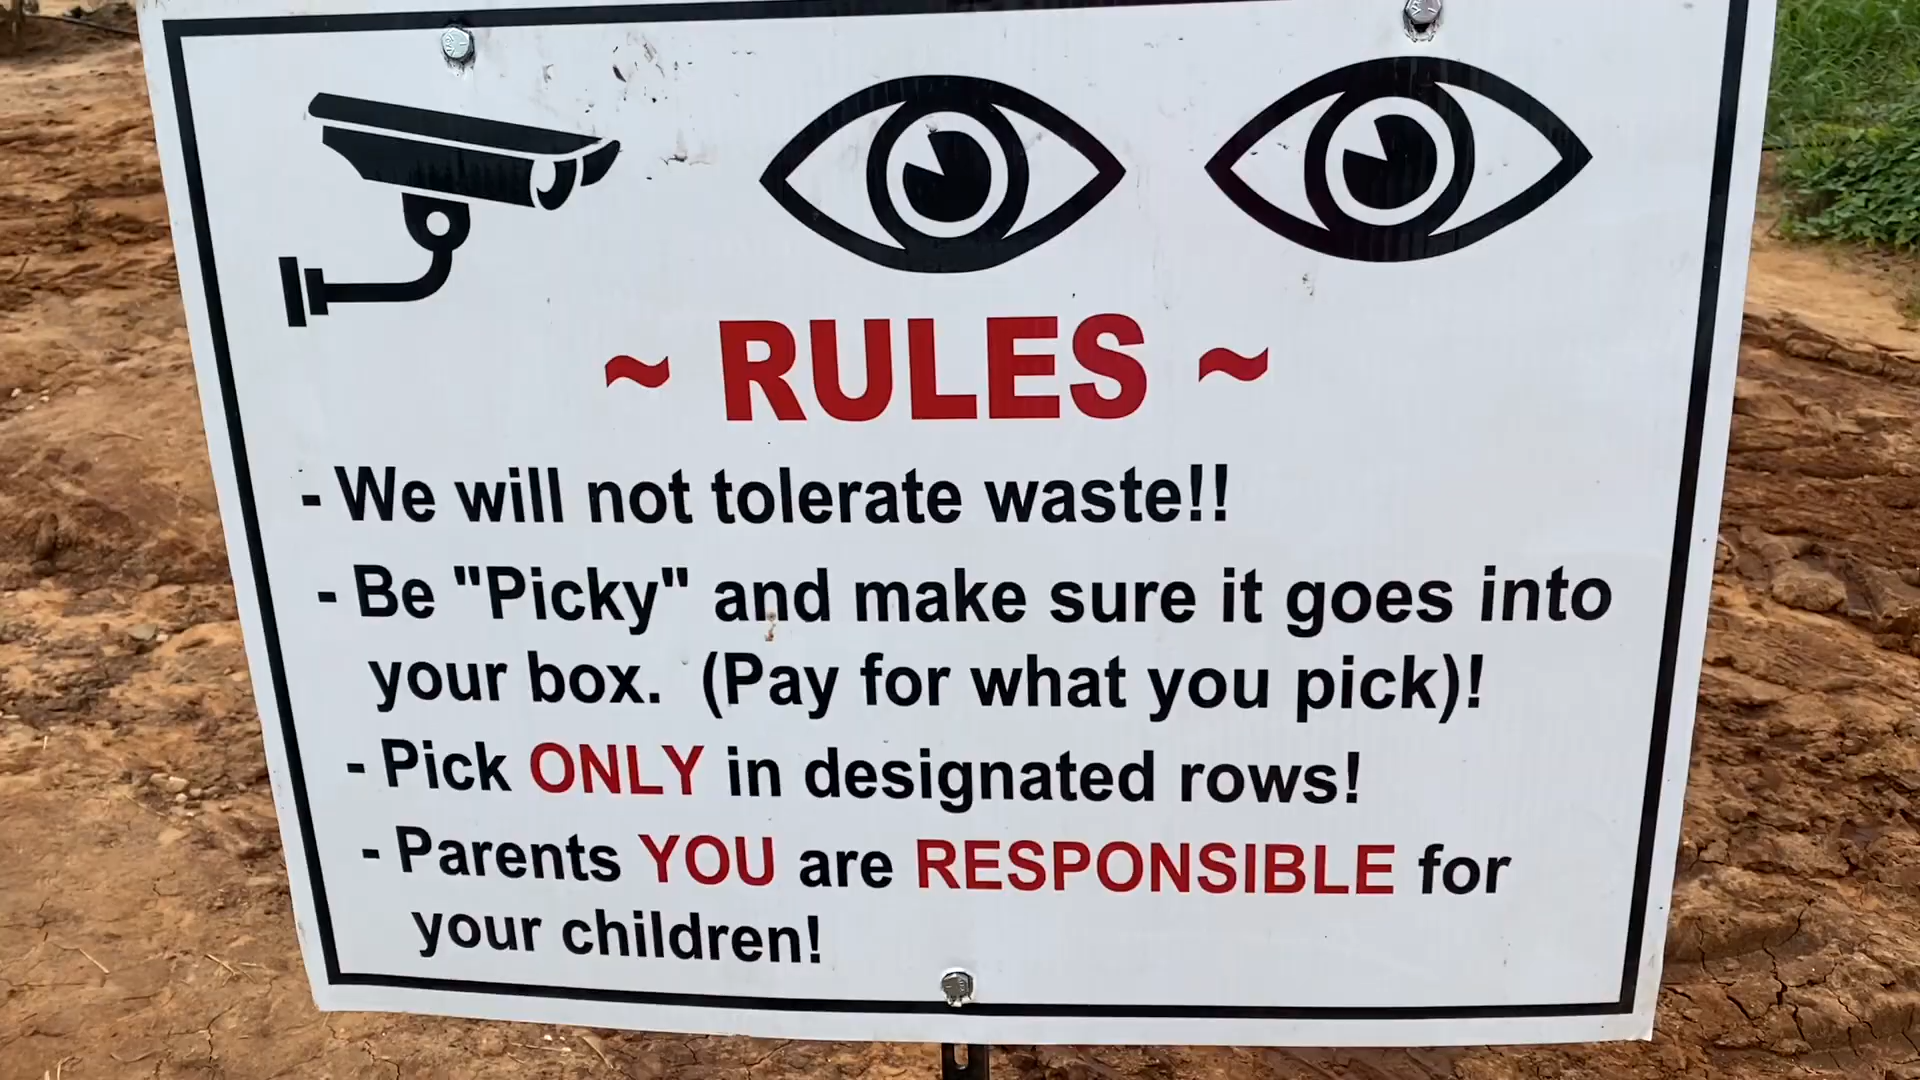 ~ RULES ~
- We will not tolerate waste!!
- Be "Picky" and make sure it goes into
your box. (Pay for what you pick)!
- Pick ONLY in designated rows!
- Parents YOU are RESPONSIBLE for
your children!